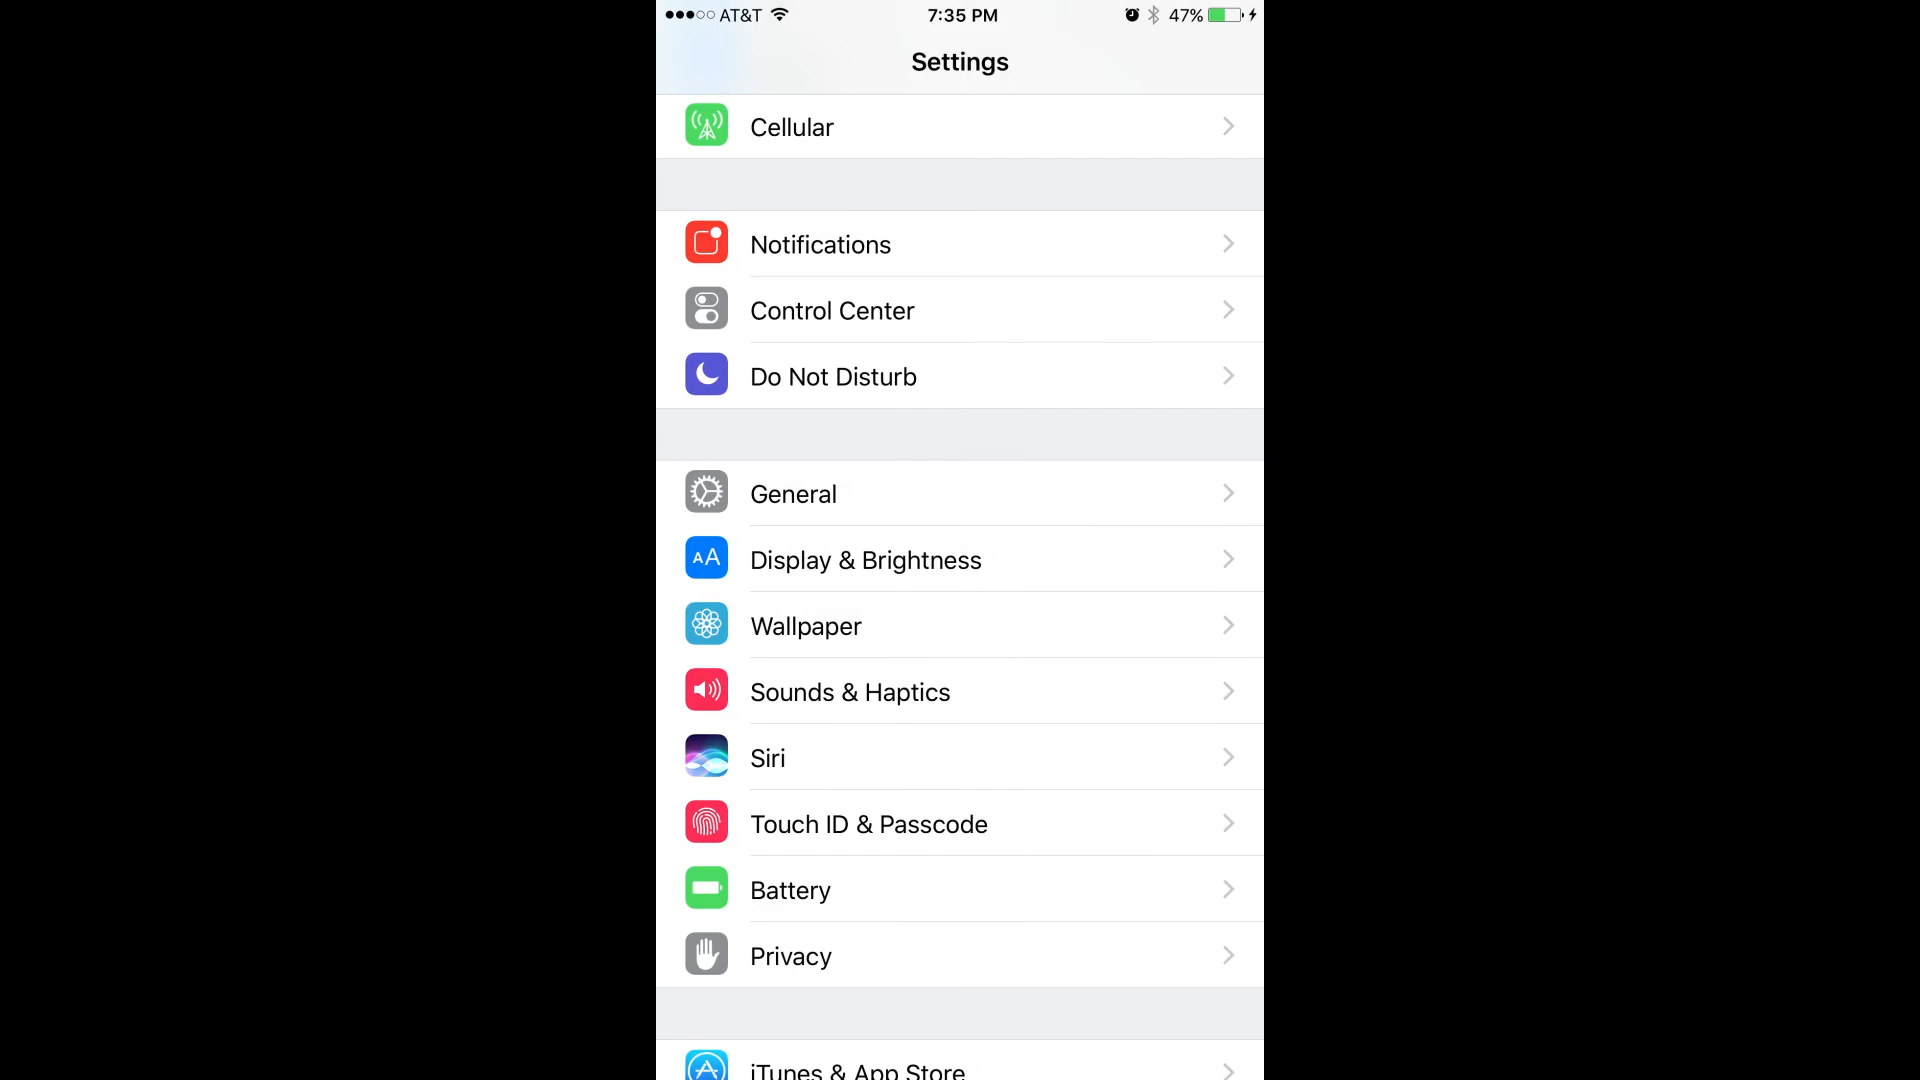 AT&T 7:35 PM 47%
Settings
Cellular
Notifications
Control Center
Do Not Disturb
General
AA Display & Brightness
Wallpaper
Sounds & Haptics
Siri
Touch ID & Passcode
Battery
Privacy
iTunes & App Store